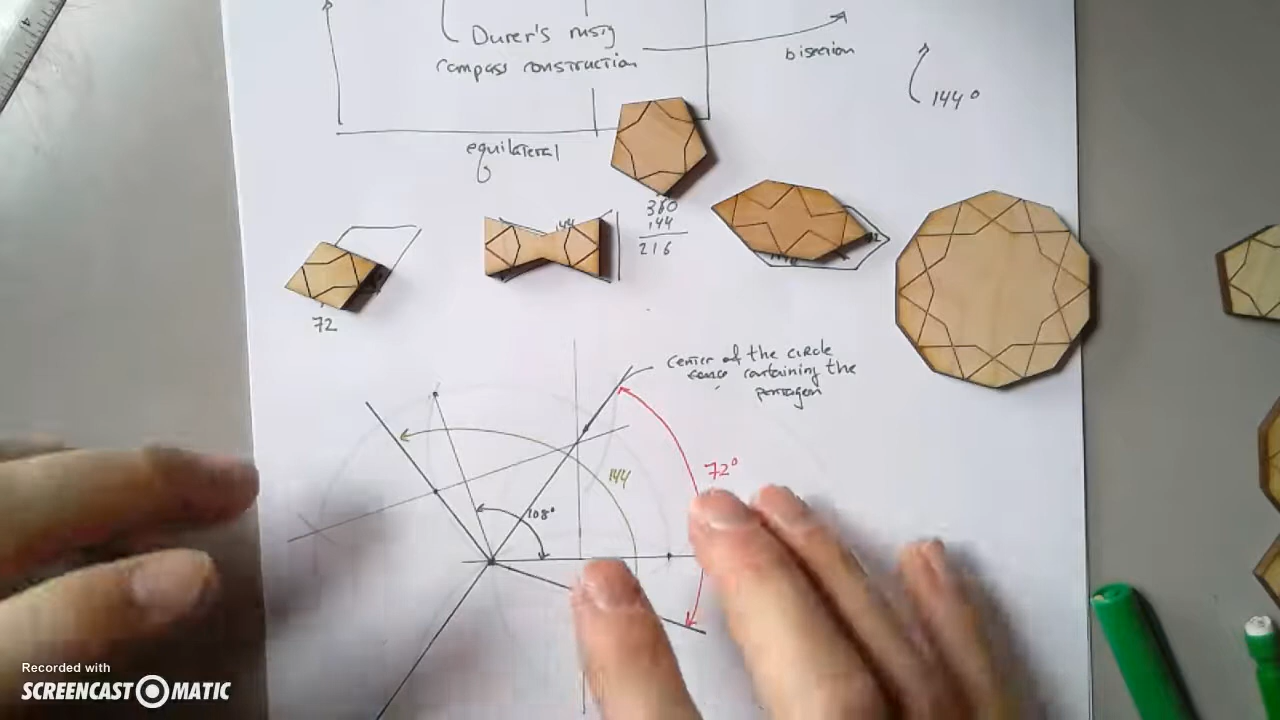 Durer's rusty
compass construction
bisection
144°
equilateral
144
360
144
216
72
center of the circle
containing the
pentagon
72°
144
108°
Recorded with
SCREENCAST-O-MATIC